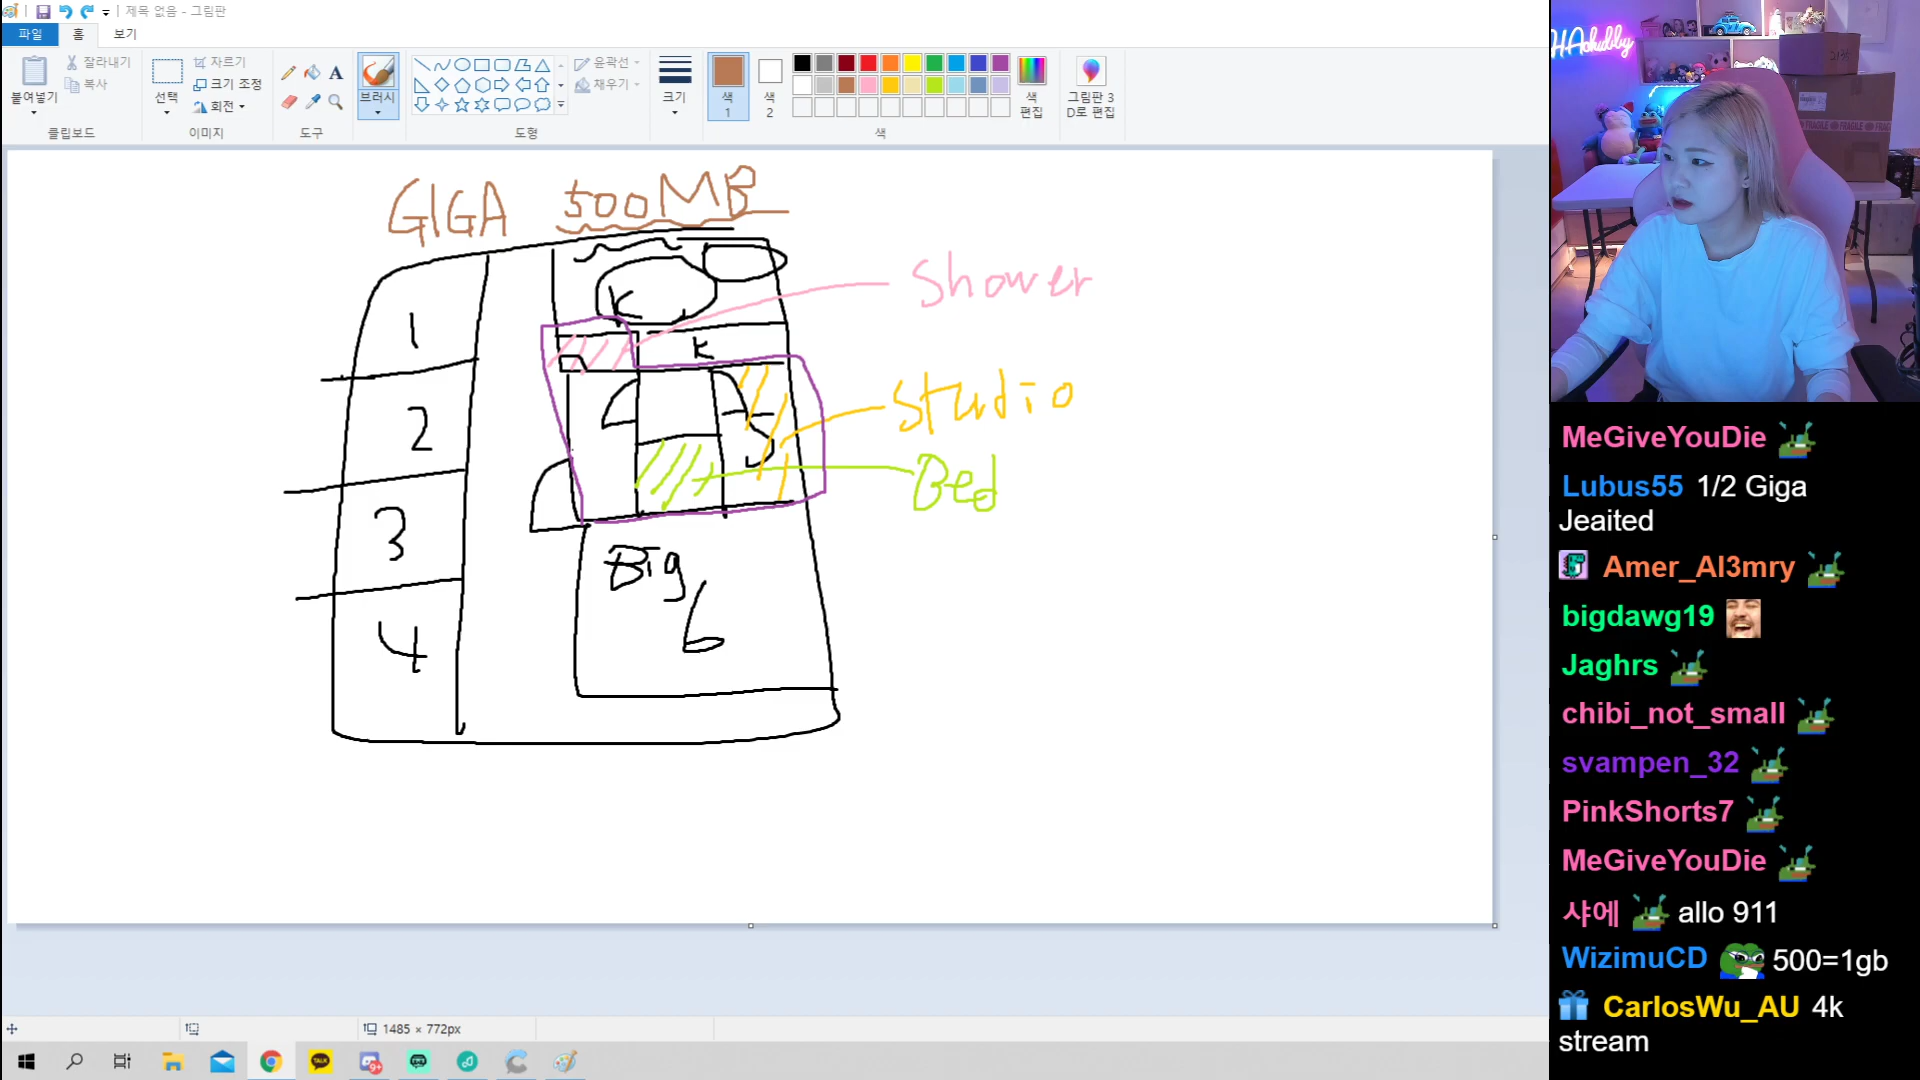 제목 없음 - 그림판
파일 홈 보기
붙여넣기
잘라내기
복사
클립보드
선택
자르기
크기 조정
회전
이미지
A
도구
브러시
윤곽선
채우기
도형
크기
색
1
색
2
색
편집
색
그림판 3
D로 편집
GIGA 500MB
K
Shower
1
K
2
Studio
5
Bed
3
Big
6
4
1485 × 772px
HAchubby
FRAGILE
MeGiveYouDie
Lubus55 1/2 Giga
Jeaited
Amer_Al3mry
bigdawg19
Jaghrs
chibi_not_small
svampen_32
PinkShorts7
MeGiveYouDie
샤에 allo 911
WizimuCD 500=1gb
CarlosWu_AU 4k
stream
TALK